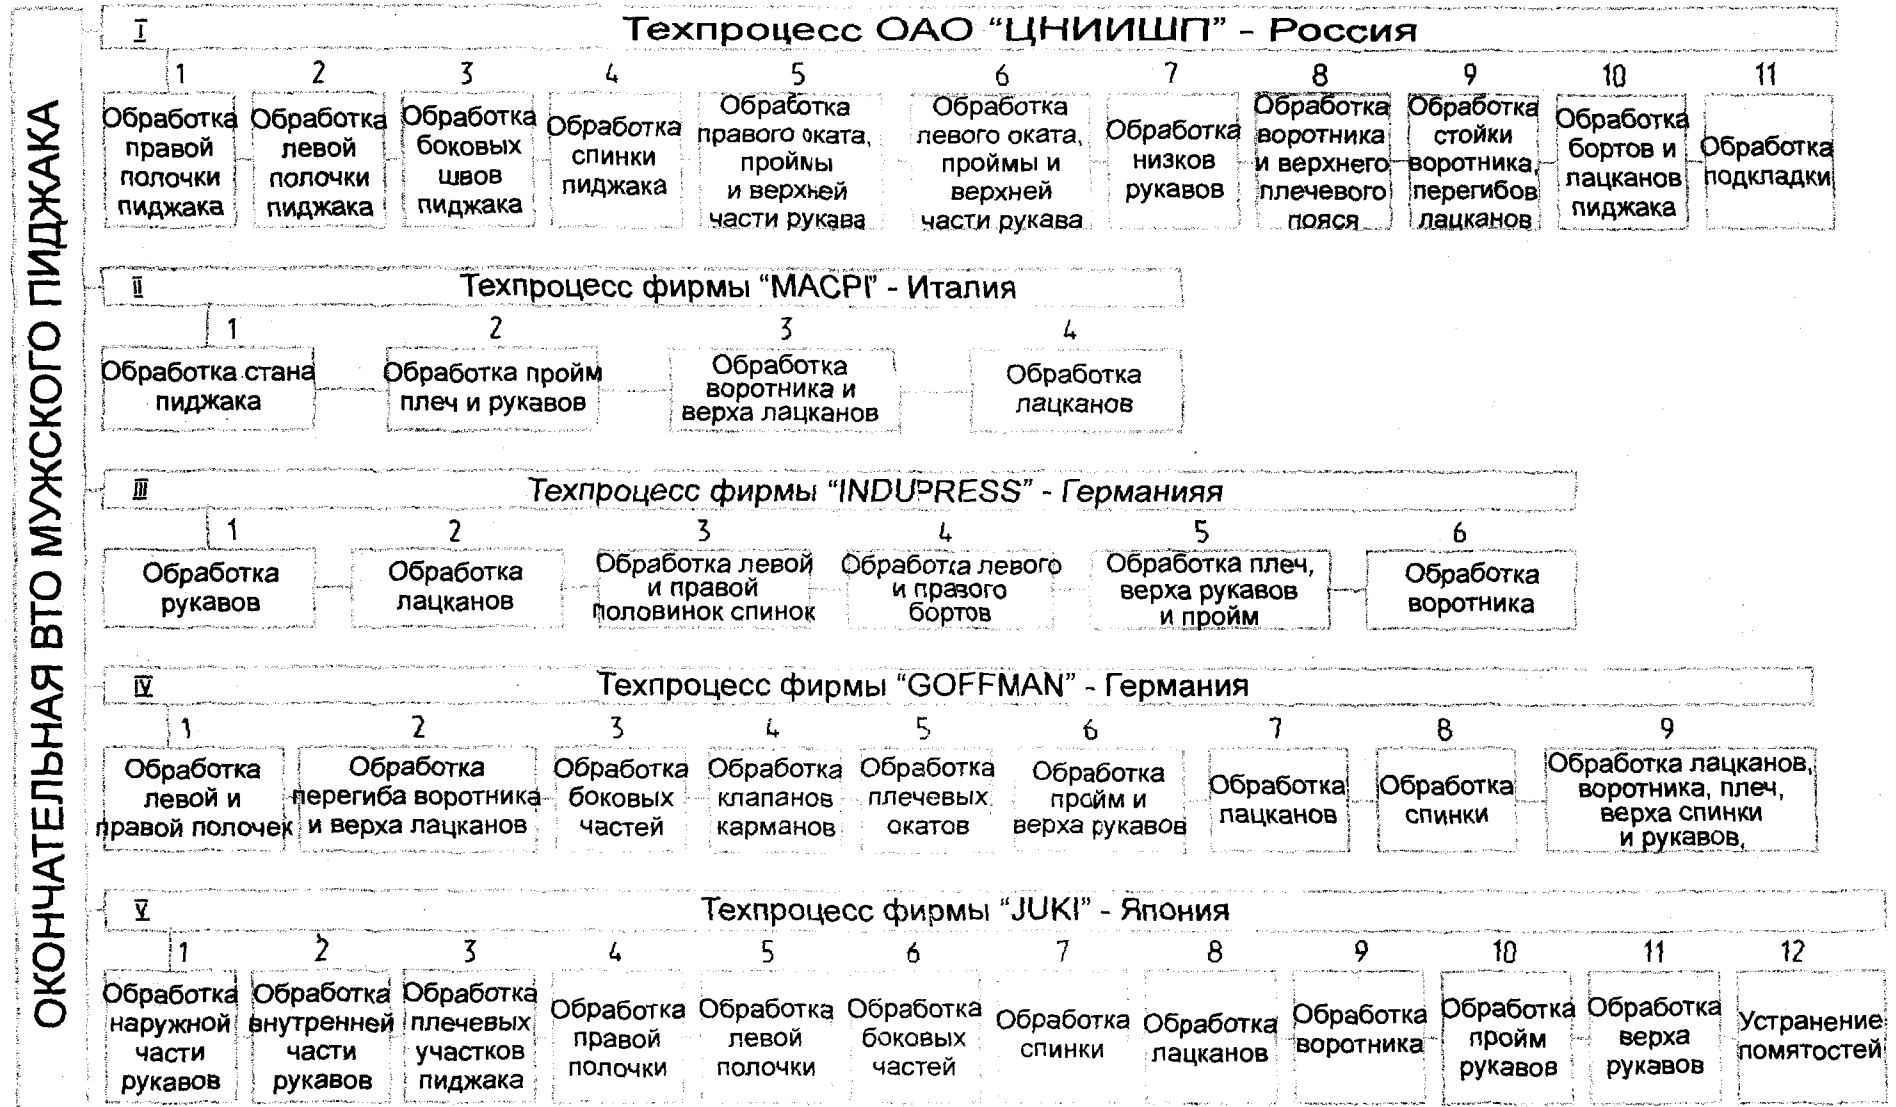 ОКОНЧАТЕЛЬНАЯ ВТО МУЖСКОГО ПИДЖАКА
I
Техпроцесс ОАО “ЦНИИШП” - Россия
1
Обработка
правой
полочки
пиджака
2
Обработка
левой
полочки
пиджака
3
Обработка
боковых
швов
пиджака
4
Обработка
спинки
пиджака
5
Обработка
правого оката,
проймы
и верхней
части рукава
6
Обработка
левого оката,
проймы и
верхней
части рукава
7
Обработка
низков
рукавов
8
Обработка
воротника
и верхнего
плечевого
пояса
9
Обработка
стойки
воротника,
перегибов
лацканов
10
Обработка
бортов и
лацканов
пиджака
11
Обработка
подкладки
II
Техпроцесс фирмы “MACPI” - Италия
1
Обработка стана
пиджака
2
Обработка пройм
плеч и рукавов
3
Обработка
воротника и
верха лацканов
4
Обработка
лацканов
III
Техпроцесс фирмы “INDUPRESS” - Германияя
1
Обработка
рукавов
2
Обработка
лацканов
3
Обработка левой
и правой
половинок спинок
4
Обработка левого
и правого
бортов
5
Обработка плеч,
верха рукавов
и пройм
6
Обработка
воротника
IV
Техпроцесс фирмы “GOFFMAN” - Германия
1
Обработка
левой и
правой полочек
2
Обработка
перегиба воротника
и верха лацканов
3
Обработка
боковых
частей
4
Обработка
клапанов
карманов
5
Обработка
плечевых
окатов
6
Обработка
пройм и
верха рукавов
7
Обработка
лацканов
8
Обработка
спинки
9
Обработка лацканов,
воротника, плеч,
верха спинки
и рукавов,
V
Техпроцесс фирмы “JUKI” - Япония
1
Обработка
наружной
части
рукавов
2
Обработка
внутренней
части
рукавов
3
Обработка
плечевых
участков
пиджака
4
Обработка
правой
полочки
5
Обработка
левой
полочки
6
Обработка
боковых
частей
7
Обработка
спинки
8
Обработка
лацканов
9
Обработка
воротника
10
Обработка
пройм
рукавов
11
Обработка
верха
рукавов
12
Устранение
помятостей